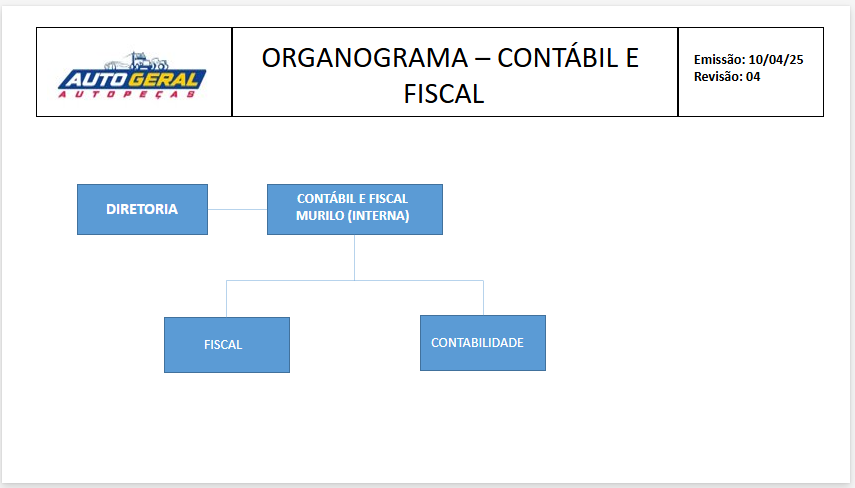 AUTO GERAL
AUTOPEÇAS
ORGANOGRAMA – CONTÁBIL E
FISCAL
Emissão: 10/04/25
Revisão: 04
DIRETORIA
CONTÁBIL E FISCAL
MURILO (INTERNA)
FISCAL
CONTABILIDADE